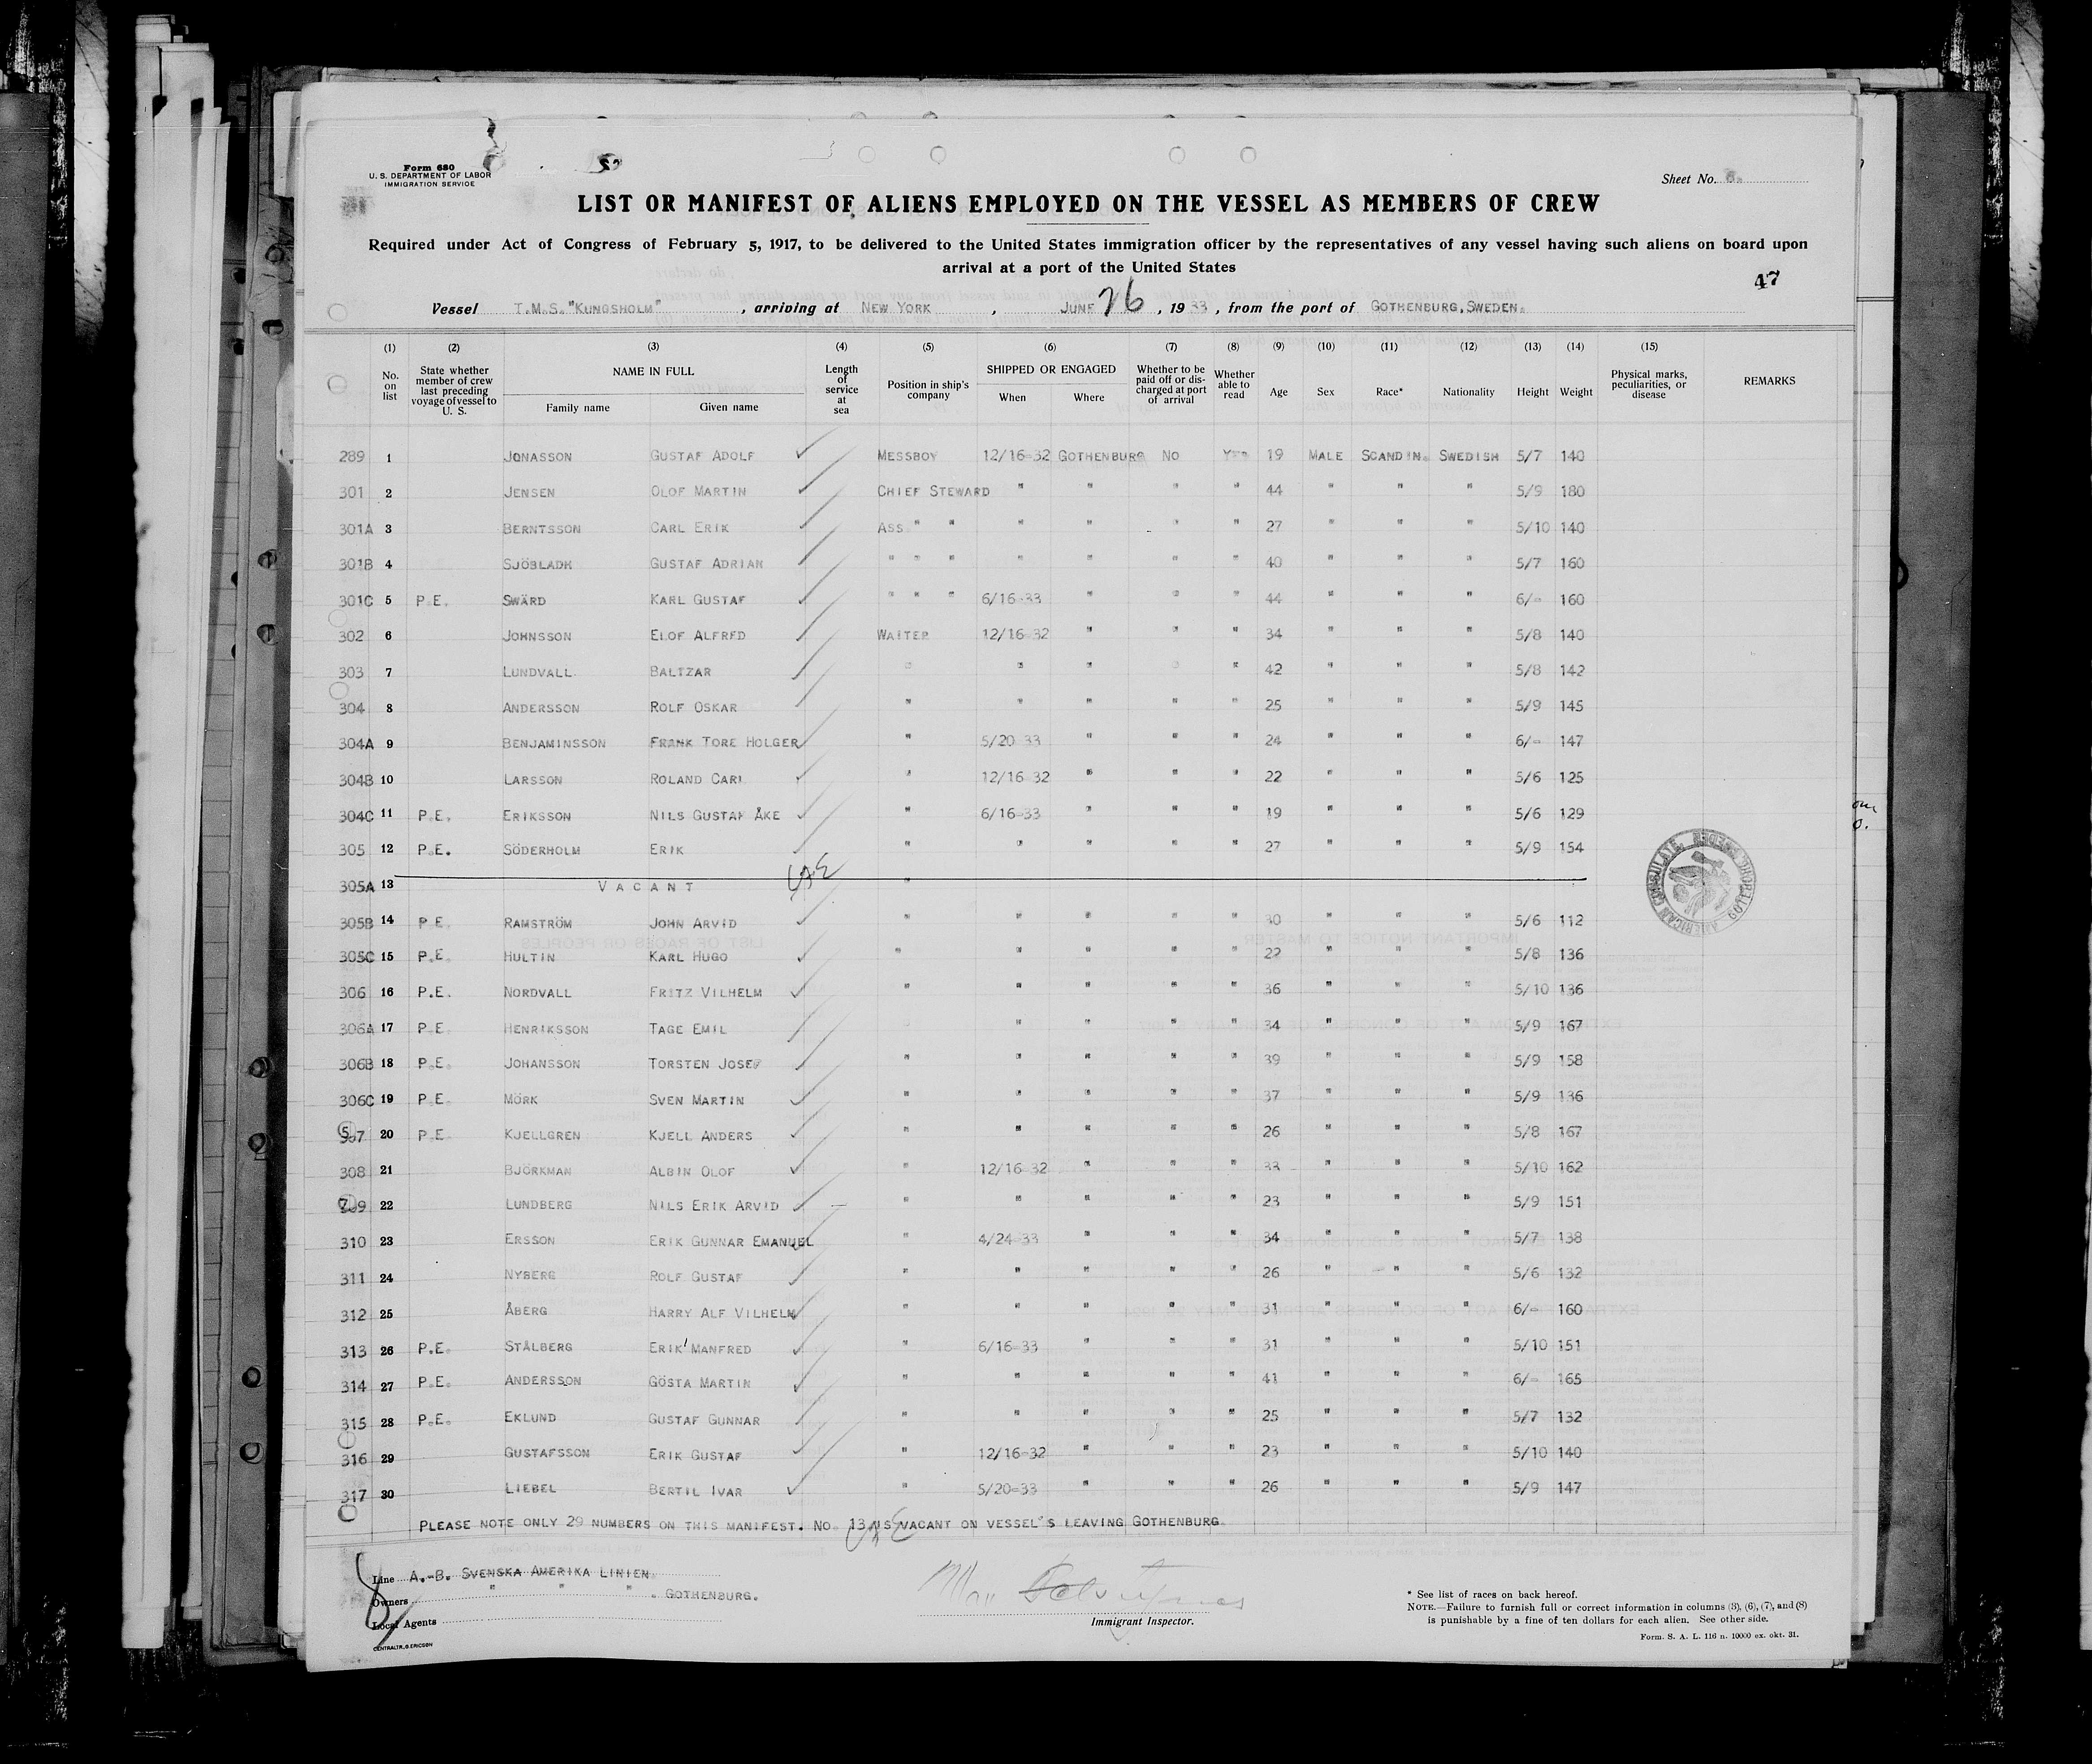 Form 680
U. S. DEPARTMENT OF LABOR
IMMIGRATION SERVICE
Sheet No.
LIST OR MANIFEST OF ALIENS EMPLOYED ON THE VESSEL AS MEMBERS OF CREW
Required under Act of Congress of February 5, 1917, to be delivered to the United States immigration officer by the representatives of any vessel having such aliens on board upon
arrival at a port of the United States
47
Vessel T.M.S. "KUNGSHOLM", arriving at NEW YORK, JUNE 26, 1933, from the port of GOTHENBURG, SWEDEN.
(1) (2) (3) (4) (5) (6) (7) (8) (9) (10) (11) (12) (13) (14) (15)
No. on list | State whether member of crew last preceding voyage of vessel to U. S. | NAME IN FULL | Family name | Given name | Length of service at sea | Position in ship's company | SHIPPED OR ENGAGED | When | Where | Whether to be paid off or discharged at port of arrival | Whether able to read | Age | Sex | Race* | Nationality | Height | Weight | Physical marks, peculiarities, or disease | REMARKS
289 1 JONASSON GUSTAF ADOLF MESSBOY 12/16-32 GOTHENBURG NO YES 19 MALE SCANDIN. SWEDISH 5/7 140
301 2 JENSEN OLOF MARTIN CHIEF STEWARD " " " " 44 " " " 5/9 180
301A 3 BERNTSSON CARL ERIK ASS " " " " " " 27 " " " 5/10 140
301B 4 SJÖBLADH GUSTAF ADRIAN " " " " " " " 40 " " " 5/7 160
301C 5 P.E. SWÄRD KARL GUSTAF " " " 6/16-33 " " " 44 " " " 6/- 160
302 6 JOHNSSON ELOF ALFRED WAITER 12/16-32 " " " 34 " " " 5/8 140
303 7 LUNDVALL BALTZAR " " " " " 42 " " " 5/8 142
304 8 ANDERSSON ROLF OSKAR " " " " " 25 " " " 5/9 145
304A 9 BENJAMINSSON FRANK TORE HOLGER " 5/20-33 " " " 24 " " " 6/- 147
304B 10 LARSSON ROLAND CARL " 12/16-32 " " " 22 " " " 5/6 125
304C 11 P.E. ERIKSSON NILS GUSTAF ÅKE " 6/16-33 " " " 19 " " " 5/6 129
305 12 P.E. SÖDERHOLM ERIK " " " " " 27 " " " 5/9 154
305A 13 VACANT "
305B 14 P.E. RAMSTRÖM JOHN ARVID " " " " " 30 " " " 5/6 112
305C 15 P.E. HULTIN KARL HUGO " " " " " 22 " " " 5/8 136
306 16 P.E. NORDVALL FRITZ VILHELM " " " " " 36 " " " 5/10 136
306A 17 P.E. HENRIKSSON TAGE EMIL " " " " " 34 " " " 5/9 167
306B 18 P.E. JOHANSSON TORSTEN JOSEF " " " " " 39 " " " 5/9 158
306C 19 P.E. MÖRK SVEN MARTIN " " " " " 37 " " " 5/9 136
307 20 P.E. KJELLGREN KJELL ANDERS " " " " " 26 " " " 5/8 167
308 21 BJÖRKMAN ALBIN OLOF " 12/16-32 " " " 33 " " " 5/10 162
309 22 LUNDBERG NILS ERIK ARVID " " " " " 23 " " " 5/9 151
310 23 ERSSON ERIK GUNNAR EMANUEL " 4/24-33 " " " 34 " " " 5/7 138
311 24 NYBERG ROLF GUSTAF " " " " " 26 " " " 5/6 132
312 25 ÅBERG HARRY ALF VILHELM " " " " " 31 " " " 6/- 160
313 26 P.E. STÅLBERG ERIK MANFRED " 6/16-33 " " " 31 " " " 5/10 151
314 27 P.E. ANDERSSON GÖSTA MARTIN " " " " " 41 " " " 6/- 165
315 28 P.E. EKLUND GUSTAF GUNNAR " " " " " 25 " " " 5/7 132
316 29 GUSTAFSSON ERIK GUSTAF " 12/16-32 " " " 23 " " " 5/10 140
317 30 LIEBEL BERTIL IVAR " 5/20-33 " " " 26 " " " 5/9 147
AMERICAN CONSULATE, GOTHENBURG, SWEDEN
PLEASE NOTE ONLY 29 NUMBERS ON THIS MANIFEST. NO. 13 IS VACANT ON VESSEL'S LEAVING GOTHENBURG.
Line A.-B. SVENSKA AMERIKA LINIEN.
Owners " " " . GOTHENBURG.
Local Agents
CENTRALTR. G. ERICSON
Immigrant Inspector.
* See list of races on back hereof.
NOTE.—Failure to furnish full or correct information in columns (3), (6), (7), and (8)
is punishable by a fine of ten dollars for each alien. See other side.
Form. S. A. L. 116 n. 10000 ex. okt. 31.